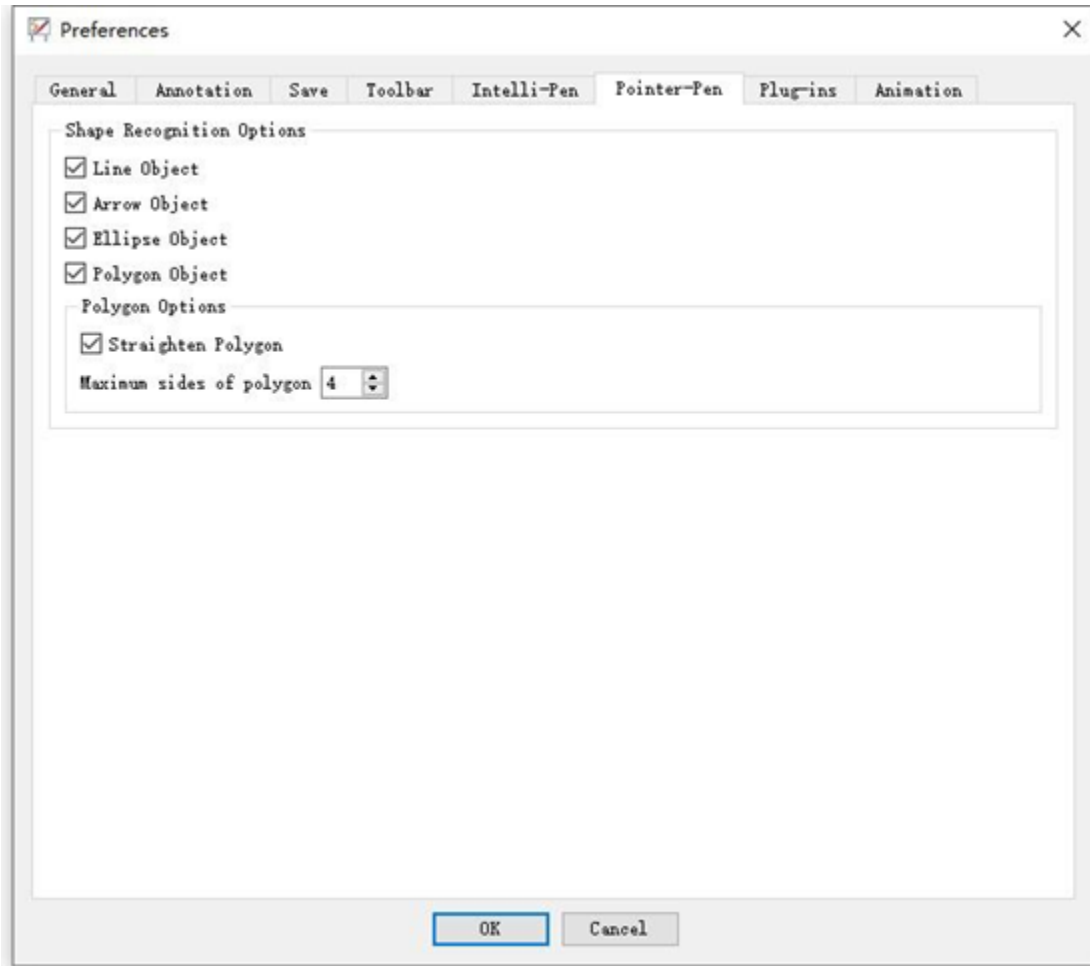 Preferences
General Annotation Save Toolbar Intelli-Pen Pointer-Pen Plug-ins Animation
Shape Recognition Options
Line Object
Arrow Object
Ellipse Object
Polygon Object
Polygon Options
Straighten Polygon
Maximum sides of polygon 4
OK Cancel